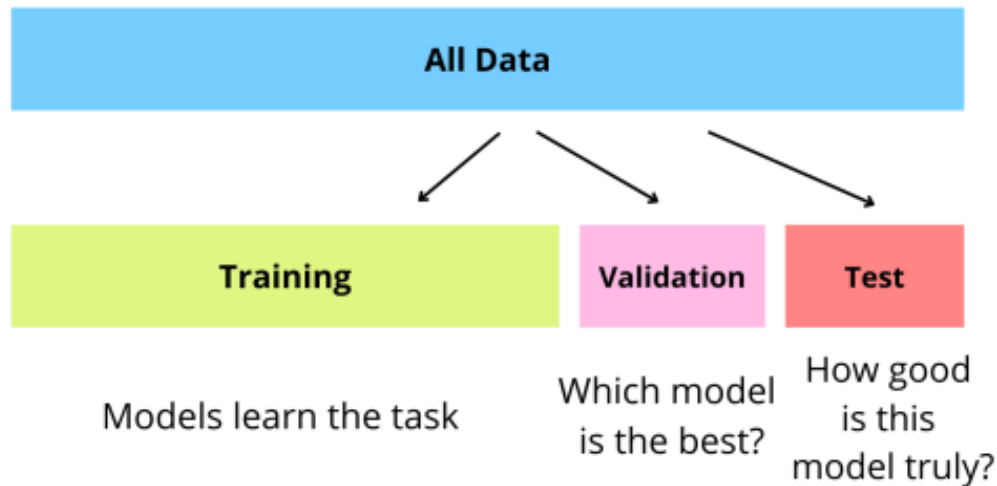 All Data
Training
Validation
Test
Models learn the task
Which model
is the best?
How good
is this
model truly?